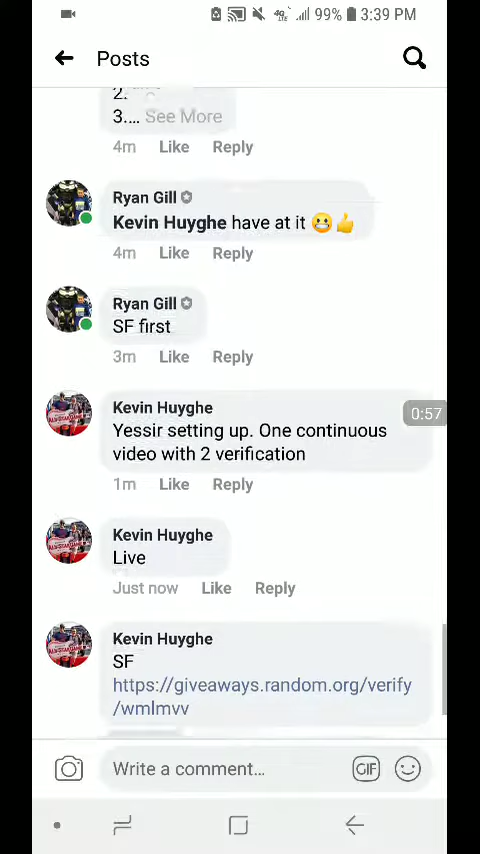 99% 3:39 PM
Posts
2.
3.... See More
4m Like Reply
Ryan Gill
Kevin Huyghe have at it 😬👍
4m Like Reply
Ryan Gill
SF first
3m Like Reply
Kevin Huyghe
0:57
Yessir setting up. One continuous
video with 2 verification
1m Like Reply
Kevin Huyghe
Live
Just now Like Reply
Kevin Huyghe
SF
https://giveaways.random.org/verify
/wmlmvv
Write a comment... GIF